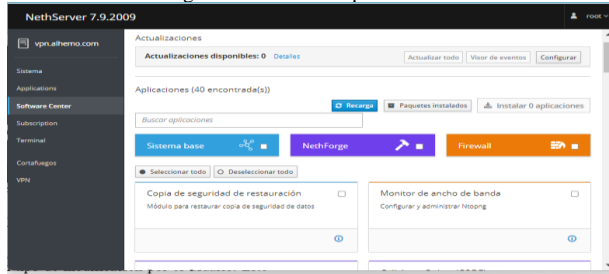 NethServer 7.9.2009
root
vpn.alhemo.com
Sistema
Applications
Software Center
Subscription
Terminal
Cortafuegos
VPN
Actualizaciones
Actualizaciones disponibles: 0 Detalles
Actualizar todo
Visor de eventos
Configurar
Aplicaciones (40 encontrada(s))
Recarga
Paquetes instalados
Instalar 0 aplicaciones
Buscar aplicaciones
Sistema base
NethForge
Firewall
Seleccionar todo
Deseleccionar todo
Copia de seguridad de restauración
Módulo para restaurar copia de seguridad de datos
Monitor de ancho de banda
Configurar y administrar Ntopng